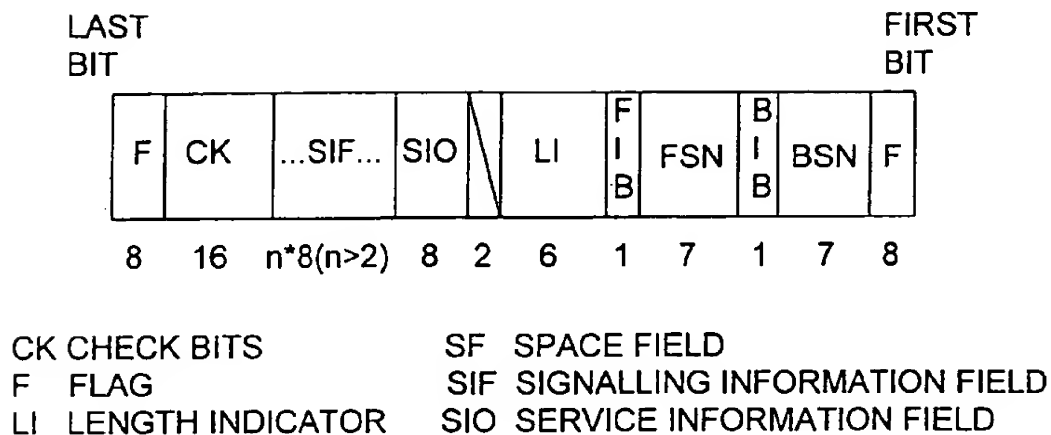 LAST BIT
FIRST BIT
F CK ...SIF... SIO LI FIB FSN BIB BSN F
8 16 n*8(n>2) 8 2 6 1 7 1 7 8
CK CHECK BITS
F FLAG
LI LENGTH INDICATOR
SF SPACE FIELD
SIF SIGNALLING INFORMATION FIELD
SIO SERVICE INFORMATION FIELD